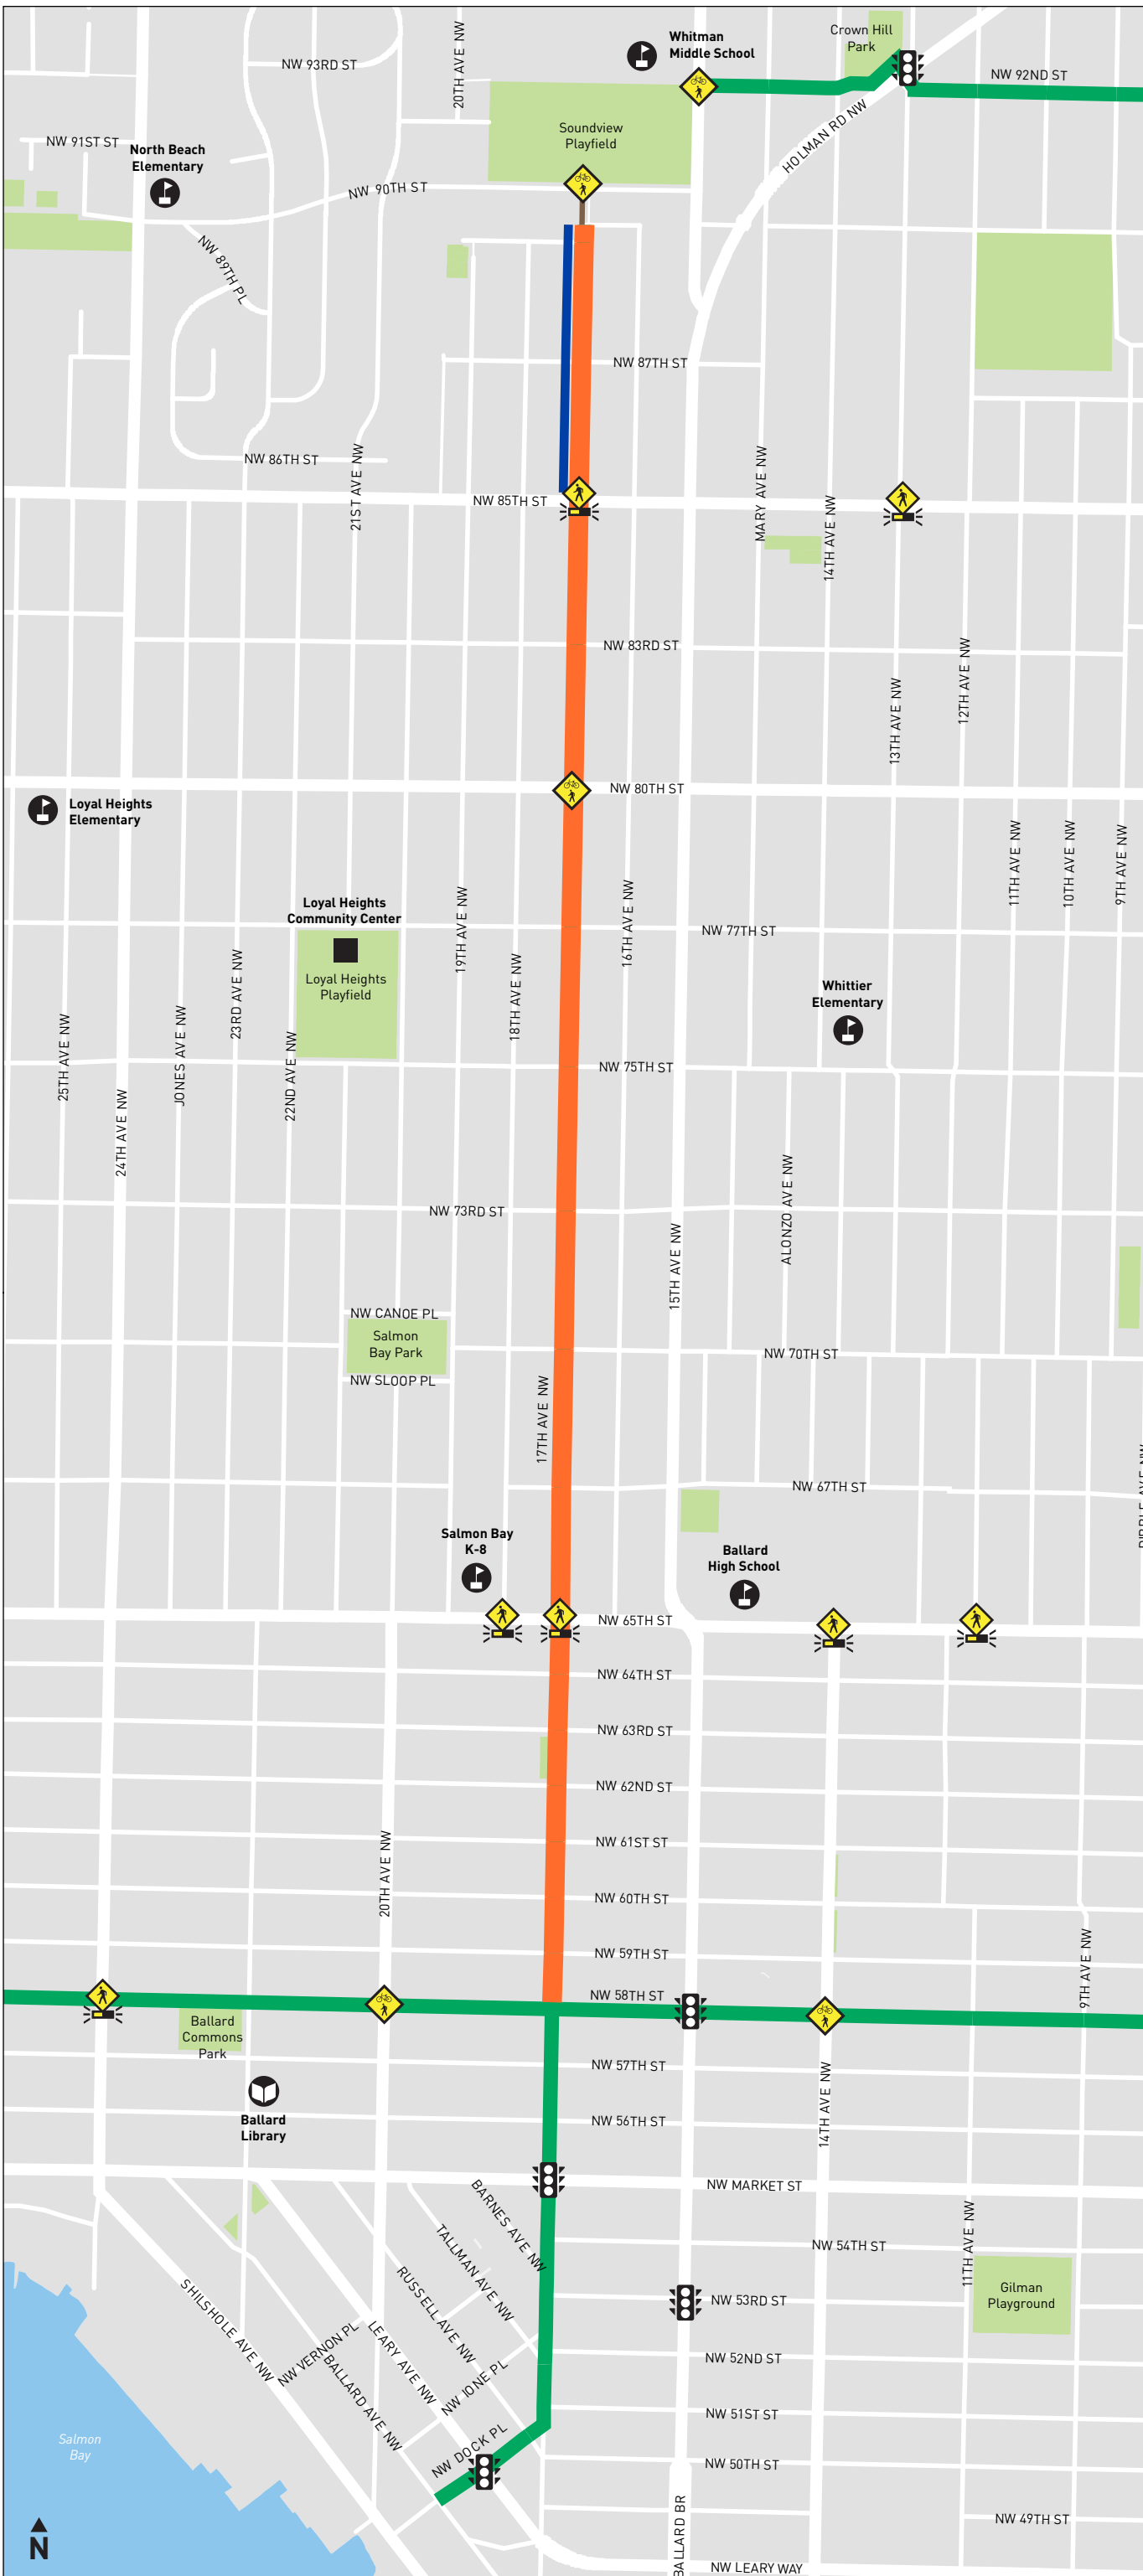 Whitman
Middle School
Crown Hill
Park
20TH AVE NW
NW 93RD ST
NW 92ND ST
HOLMAN RD NW
Soundview
Playfield
NW 91ST ST
North Beach
Elementary
NW 90TH ST
NW 89TH PL
NW 87TH ST
NW 86TH ST
21ST AVE NW
NW 85TH ST
MARY AVE NW
14TH AVE NW
NW 83RD ST
13TH AVE NW
12TH AVE NW
NW 80TH ST
Loyal Heights
Elementary
11TH AVE NW
10TH AVE NW
9TH AVE NW
Loyal Heights
Community Center
19TH AVE NW
16TH AVE NW
NW 77TH ST
Loyal Heights
Playfield
23RD AVE NW
18TH AVE NW
Whittier
Elementary
25TH AVE NW
JONES AVE NW
22ND AVE NW
NW 75TH ST
24TH AVE NW
ALONZO AVE NW
NW 73RD ST
15TH AVE NW
NW CANOE PL
Salmon
Bay Park
NW 70TH ST
NW SLOOP PL
17TH AVE NW
NW 67TH ST
Salmon Bay
K-8
Ballard
High School
NW 65TH ST
NW 64TH ST
NW 63RD ST
NW 62ND ST
NW 61ST ST
20TH AVE NW
NW 60TH ST
NW 59TH ST
9TH AVE NW
NW 58TH ST
Ballard
Commons
Park
NW 57TH ST
14TH AVE NW
Ballard
Library
NW 56TH ST
NW MARKET ST
BARNES AVE NW
TALLMAN AVE NW
NW 54TH ST
11TH AVE NW
RUSSELL AVE NW
SHILSHOLE AVE NW
NW 53RD ST
Gilman
Playground
NW VERNON PL
LEARY AVE NW
BALLARD AVE NW
NW IONE PL
NW 52ND ST
NW 51ST ST
NW DOCK PL
NW 50TH ST
Salmon
Bay
BALLARD BR
NW 49TH ST
N
NW LEARY WAY